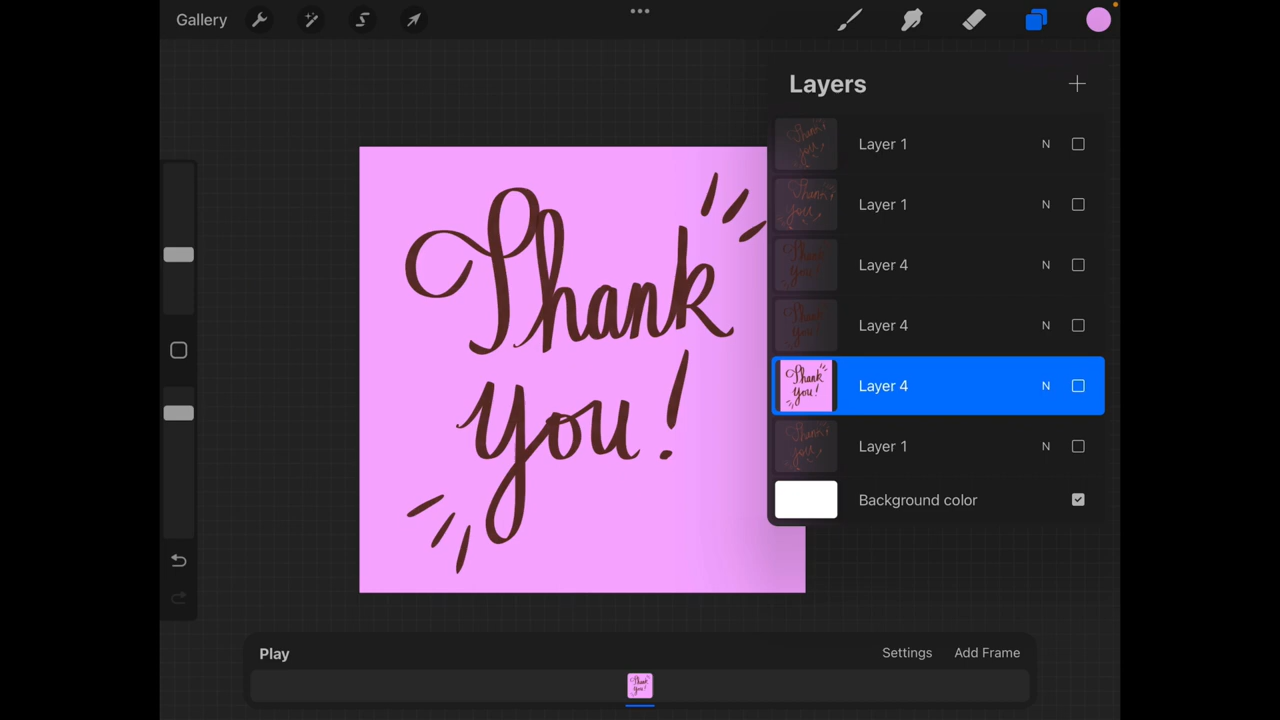 Gallery
Layers
Layer 1 N
Layer 1 N
Layer 4 N
Layer 4 N
Layer 4 N
Layer 1 N
Background color
Thank
you!
Play
Settings
Add Frame